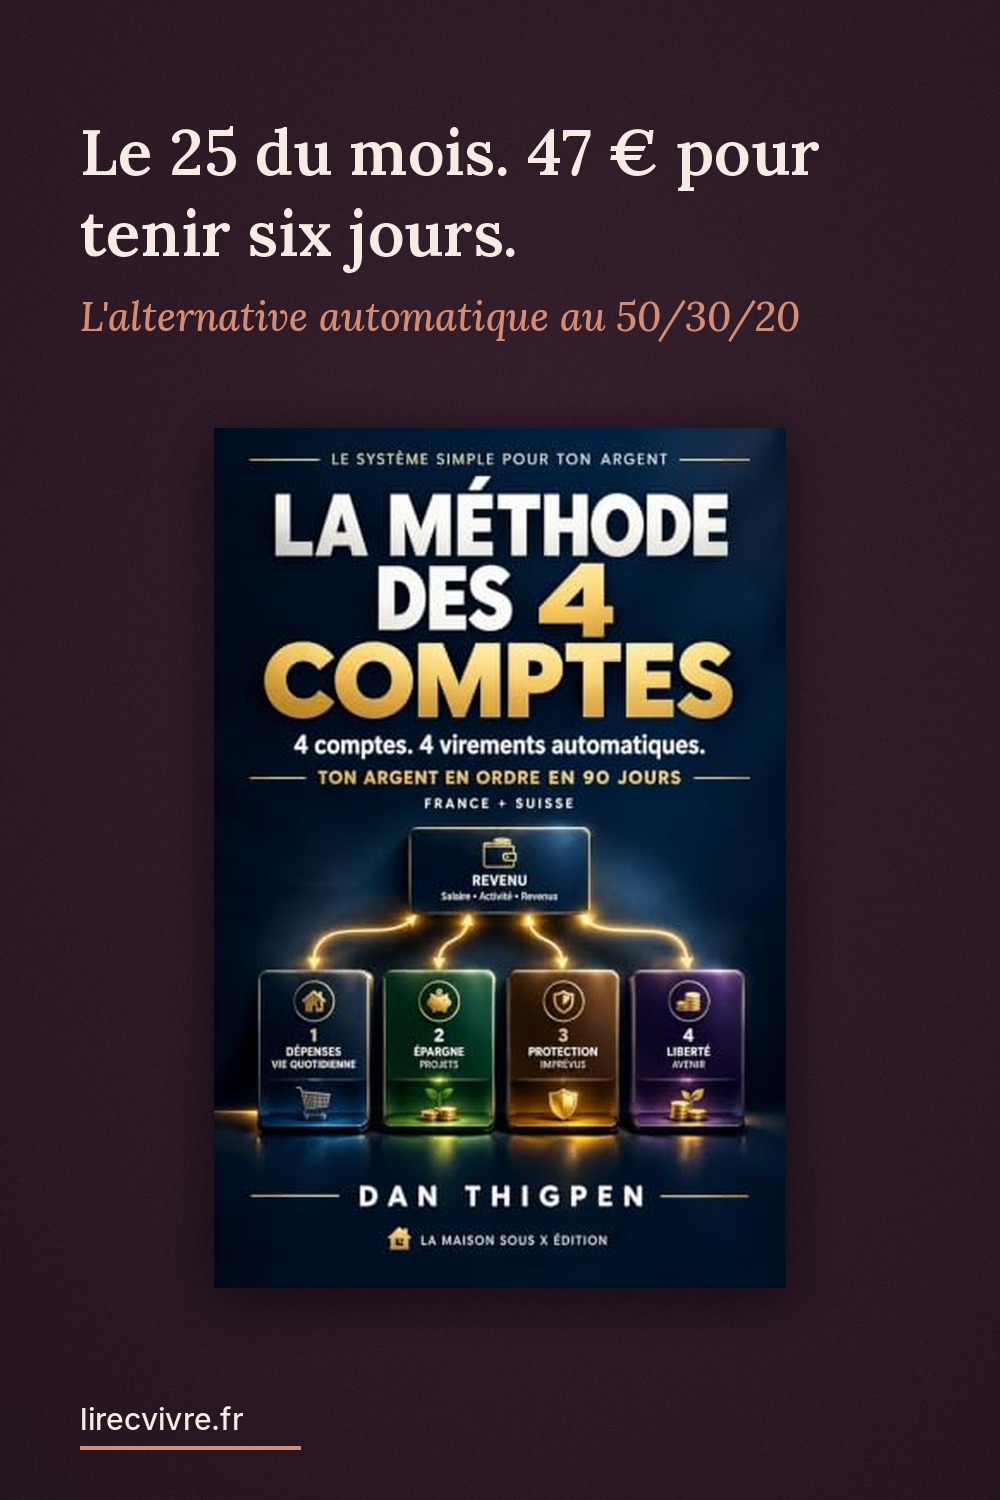 Le 25 du mois. 47 € pour
tenir six jours.
L'alternative automatique au 50/30/20
LE SYSTÈME SIMPLE POUR TON ARGENT
LA MÉTHODE
DES 4
COMPTES
4 comptes. 4 virements automatiques.
TON ARGENT EN ORDRE EN 90 JOURS
FRANCE + SUISSE
REVENU
Salaire • Activité • Revenus
1
DÉPENSES
VIE QUOTIDIENNE
2
ÉPARGNE
PROJETS
3
PROTECTION
IMPRÉVUS
4
LIBERTÉ
AVENIR
DAN THIGPEN
LA MAISON SOUS X ÉDITION
lirecvivre.fr